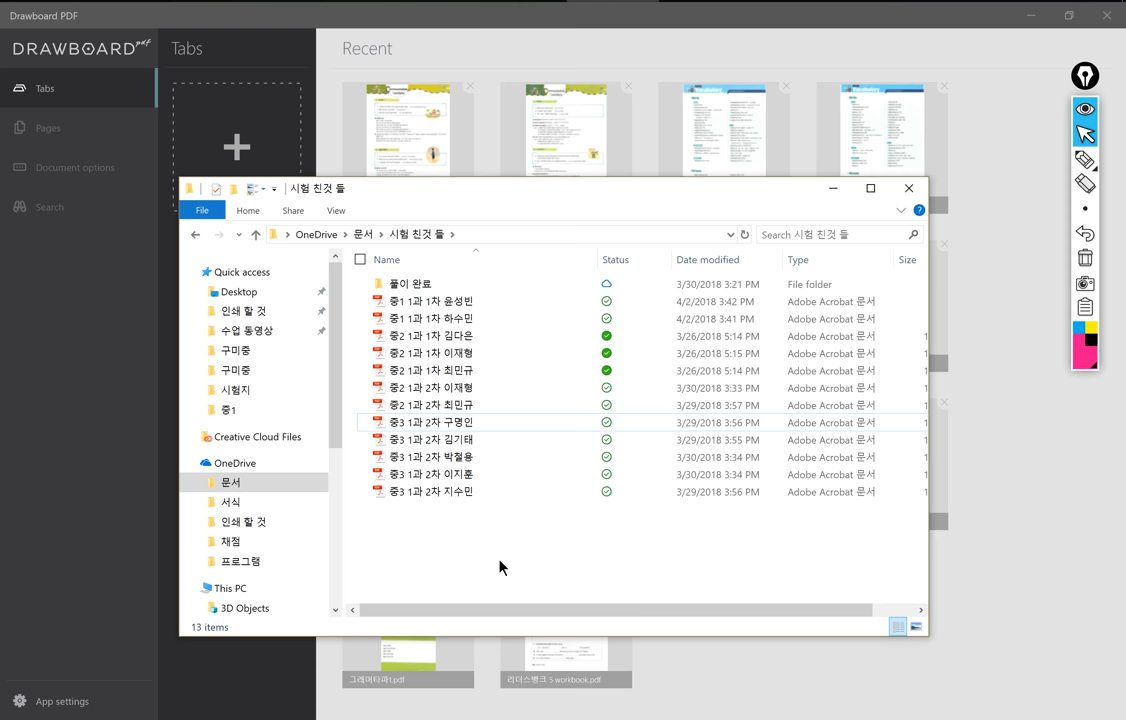 Drawboard PDF
DRAWBOARD pdf
Tabs
Pages
Document options
Search
App settings
Tabs
Recent
Vocabulary
Vocabulary
시험 친것 들
File Home Share View
OneDrive 문서 시험 친것 들
Search 시험 친것 들
Quick access
Desktop
인쇄 할 것
수업 동영상
구미중
구미중
시험지
중1
Creative Cloud Files
OneDrive
문서
서식
인쇄 할 것
채점
프로그램
This PC
3D Objects
Name Status Date modified Type Size
풀이 완료 3/30/2018 3:21 PM File folder
중1 1과 1차 윤성빈 4/2/2018 3:42 PM Adobe Acrobat 문서
중1 1과 1차 하수민 4/2/2018 3:41 PM Adobe Acrobat 문서
중2 1과 1차 김다은 3/26/2018 5:14 PM Adobe Acrobat 문서 1
중2 1과 1차 이재형 3/26/2018 5:15 PM Adobe Acrobat 문서 1
중2 1과 1차 최민규 3/26/2018 5:14 PM Adobe Acrobat 문서 1
중2 1과 2차 이재형 3/30/2018 3:33 PM Adobe Acrobat 문서 1
중2 1과 2차 최민규 3/29/2018 3:57 PM Adobe Acrobat 문서 1
중3 1과 2차 구명인 3/29/2018 3:56 PM Adobe Acrobat 문서 1
중3 1과 2차 김기태 3/29/2018 3:55 PM Adobe Acrobat 문서 1
중3 1과 2차 박철용 3/30/2018 3:34 PM Adobe Acrobat 문서 1
중3 1과 2차 이지훈 3/30/2018 3:34 PM Adobe Acrobat 문서 1
중3 1과 2차 지수민 3/29/2018 3:56 PM Adobe Acrobat 문서 1
13 items
그래머타파1.pdf
리더스뱅크 5 workbook.pdf